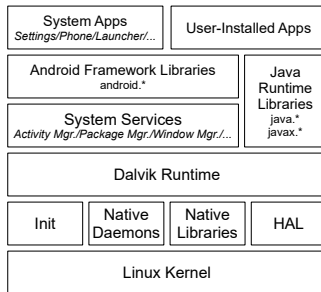 System Apps
Settings/Phone/Launcher/...
User-Installed Apps
Android Framework Libraries
android.*
Java
Runtime
Libraries
java.*
javax.*
System Services
Activity Mgr./Package Mgr./Window Mgr./...
Dalvik Runtime
Init
Native
Daemons
Native
Libraries
HAL
Linux Kernel